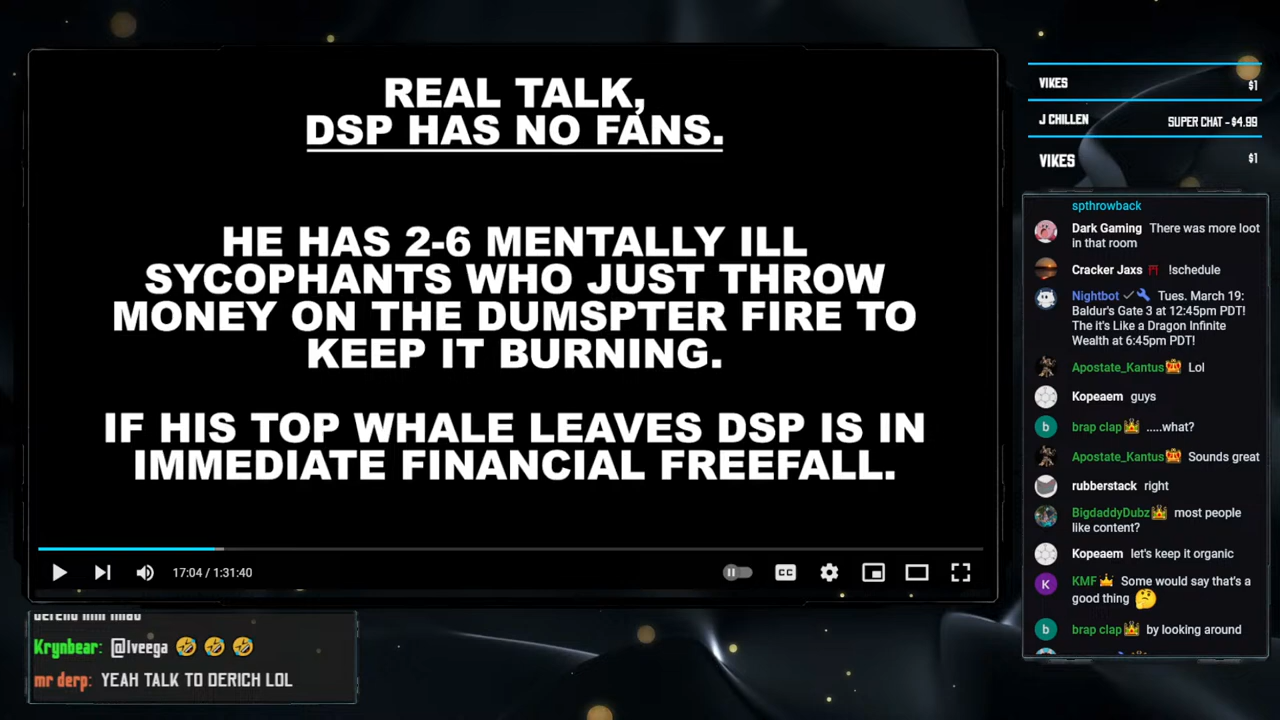 REAL TALK,
DSP HAS NO FANS.
HE HAS 2-6 MENTALLY ILL
SYCOPHANTS WHO JUST THROW
MONEY ON THE DUMSPTER FIRE TO
KEEP IT BURNING.
IF HIS TOP WHALE LEAVES DSP IS IN
IMMEDIATE FINANCIAL FREEFALL.
17:04 / 1:31:40
CC
Krynbear: @lveega 🤣 🤣 🤣
mr derp: YEAH TALK TO DERICH LOL
VIKES $1
J CHILLEN SUPER CHAT - $4.99
VIKES $1
spthrowback
Dark Gaming There was more loot
in that room
Cracker Jaxs !schedule
Nightbot Tues. March 19:
Baldur's Gate 3 at 12:45pm PDT!
The it's Like a Dragon Infinite
Wealth at 6:45pm PDT!
Apostate_Kantus Lol
Kopeaem guys
b brap clap .....what?
Apostate_Kantus Sounds great
rubberstack right
BigdaddyDubz most people
like content?
Kopeaem let's keep it organic
K KMF Some would say that's a
good thing 🤔
b brap clap by looking around